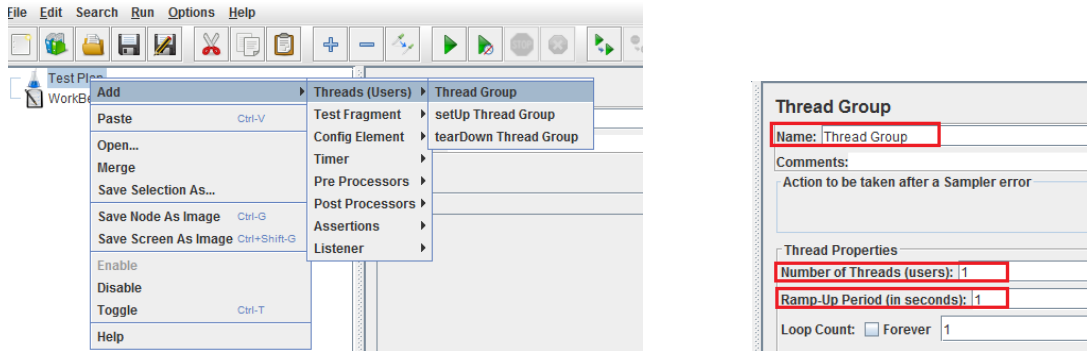 File Edit Search Run Options Help
STOP
Test Plan
WorkBe
Add
Paste Ctrl-V
Open...
Merge
Save Selection As...
Save Node As Image Ctrl-G
Save Screen As Image Ctrl+Shift-G
Enable
Disable
Toggle Ctrl-T
Help
Threads (Users)
Test Fragment
Config Element
Timer
Pre Processors
Post Processors
Assertions
Listener
Thread Group
setUp Thread Group
tearDown Thread Group
Thread Group
Name: Thread Group
Comments:
Action to be taken after a Sampler error
Thread Properties
Number of Threads (users): 1
Ramp-Up Period (in seconds): 1
Loop Count: Forever 1